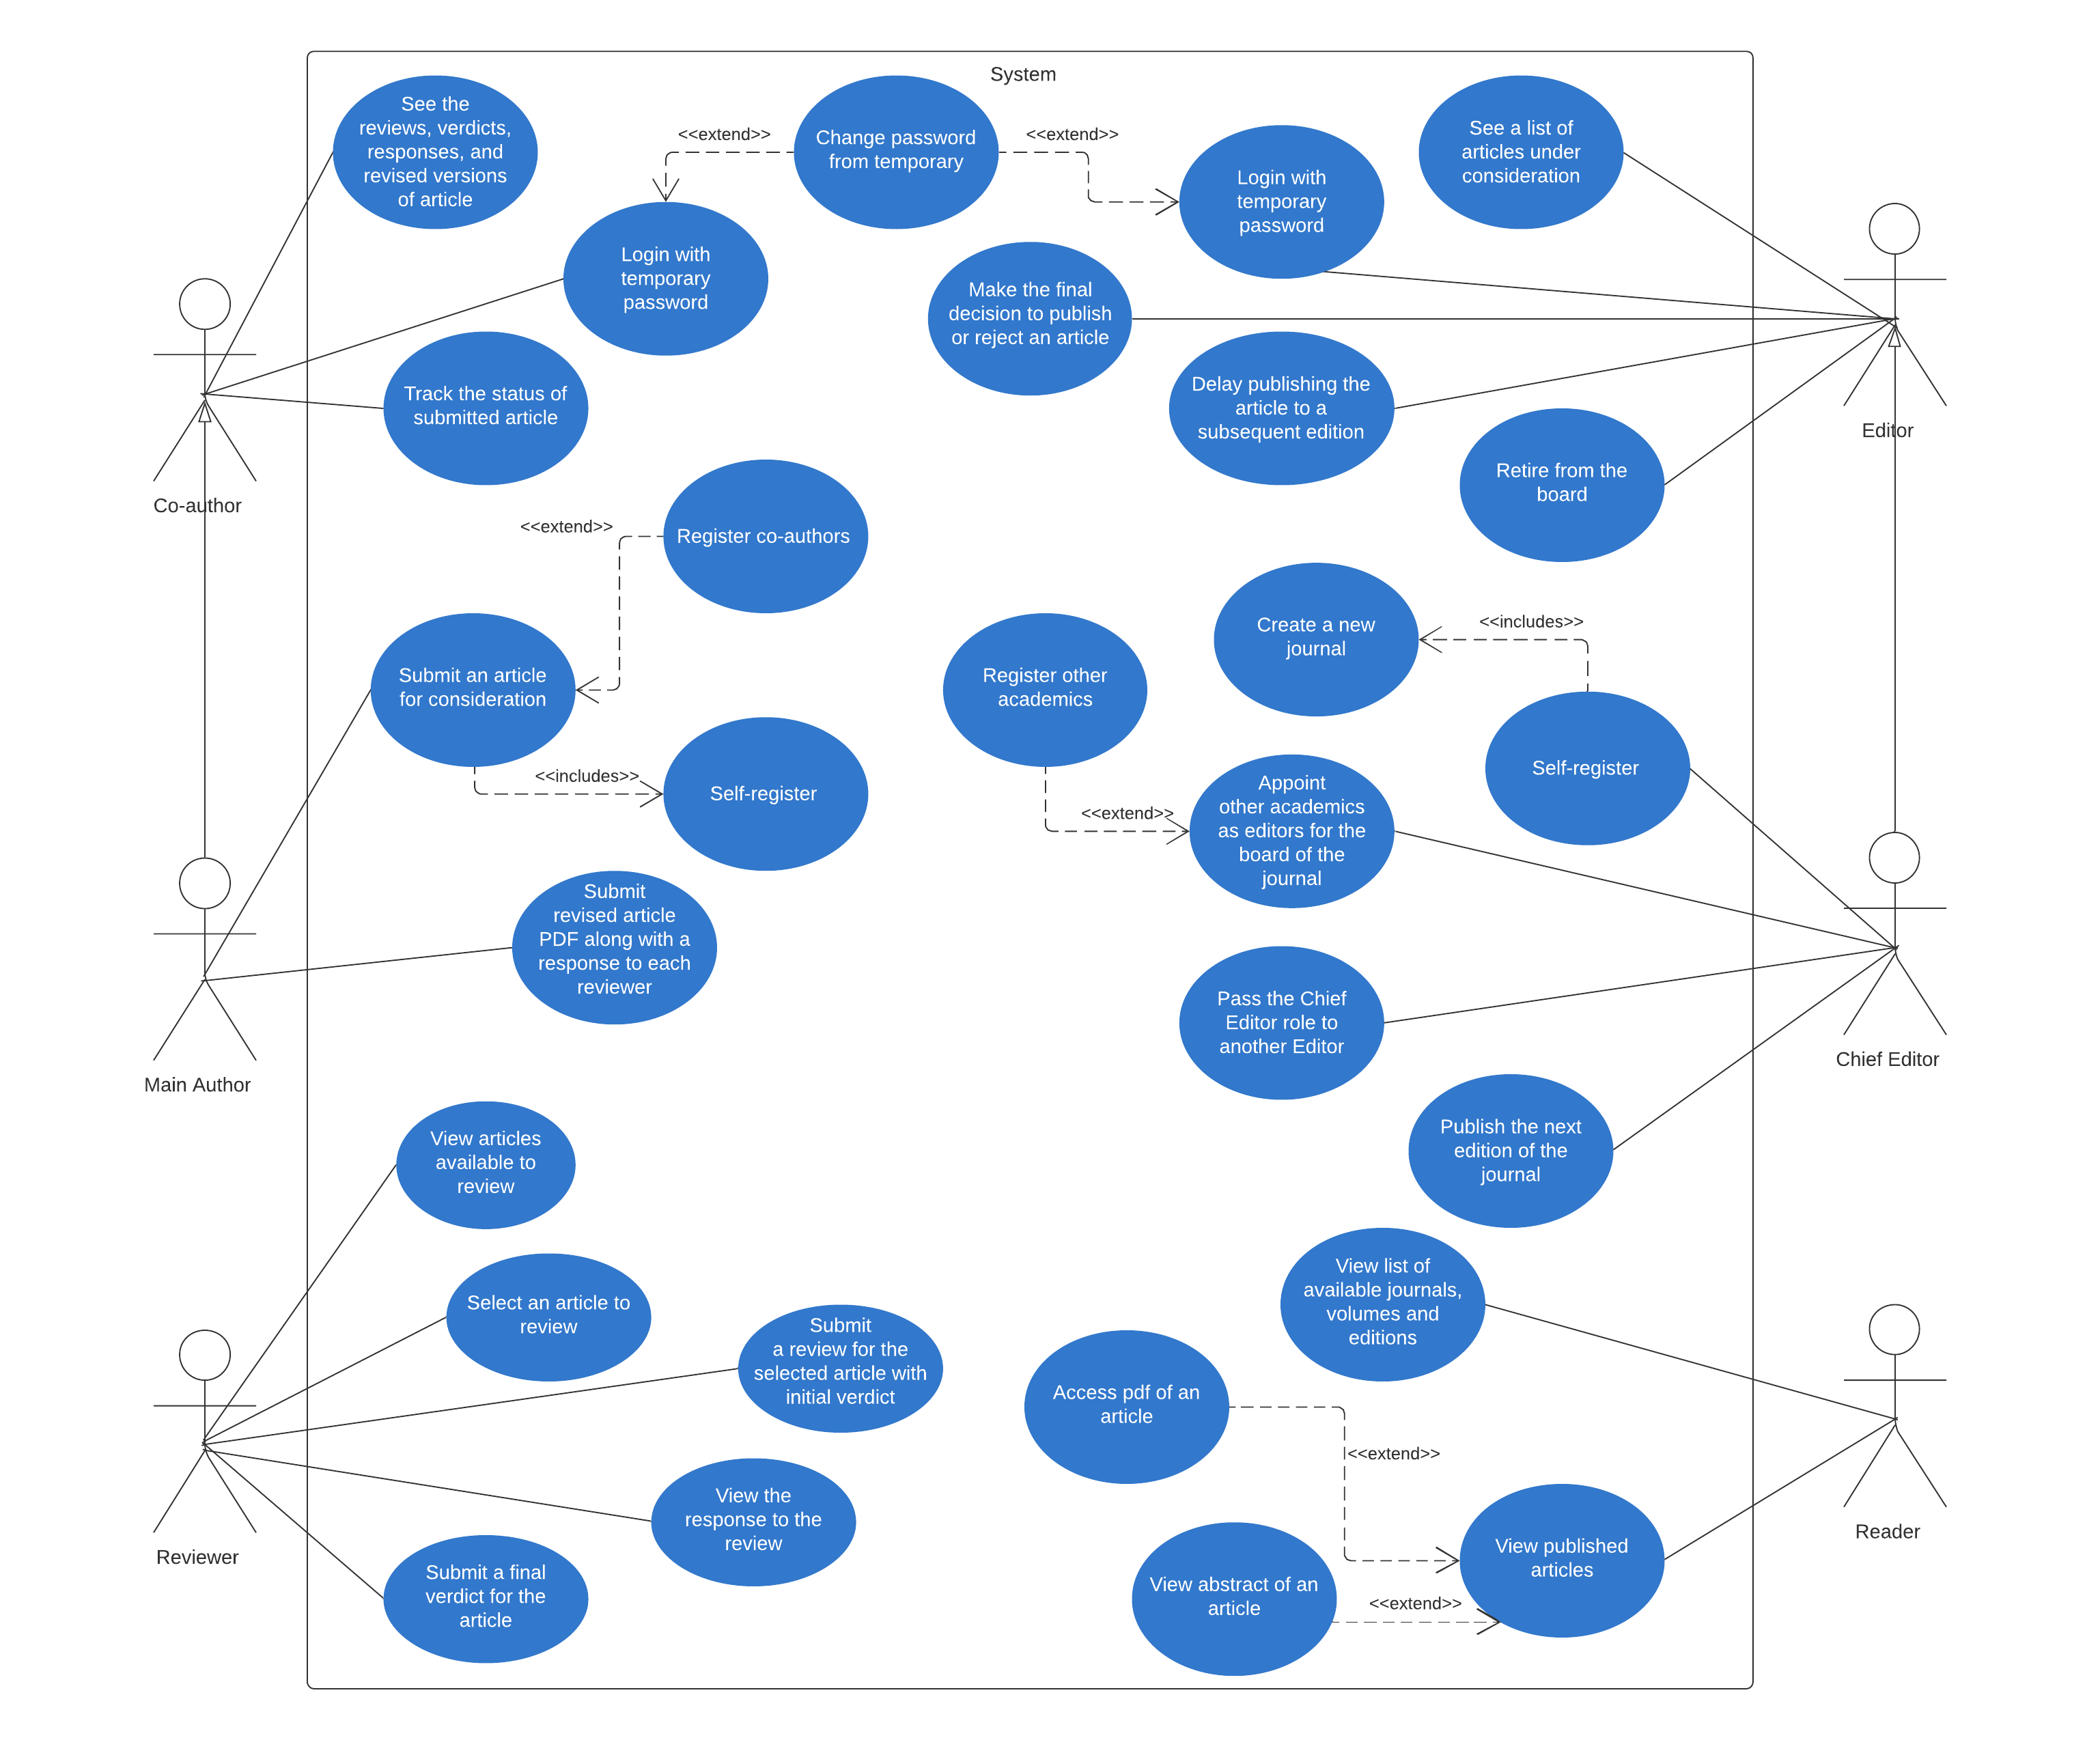 System
See the
reviews, verdicts,
responses, and
revised versions
of article
<<extend>>
Change password
from temporary
<<extend>>
Login with
temporary
password
See a list of
articles under
consideration
Login with
temporary
password
Make the final
decision to publish
or reject an article
Track the status of
submitted article
Delay publishing the
article to a
subsequent edition
Editor
Retire from the
board
Co-author
<<extend>>
Register co-authors
Create a new
journal
<<includes>>
Submit an article
for consideration
Register other
academics
Self-register
<<includes>>
Self-register
<<extend>>
Appoint
other academics
as editors for the
board of the
journal
Submit
revised article
PDF along with a
response to each
reviewer
Pass the Chief
Editor role to
another Editor
Chief Editor
Main Author
View articles
available to
review
Publish the next
edition of the
journal
View list of
available journals,
volumes and
editions
Select an article to
review
Submit
a review for the
selected article with
initial verdict
Access pdf of an
article
<<extend>>
View the
response to the
review
Reader
Reviewer
View published
articles
Submit a final
verdict for the
article
View abstract of an
article
<<extend>>